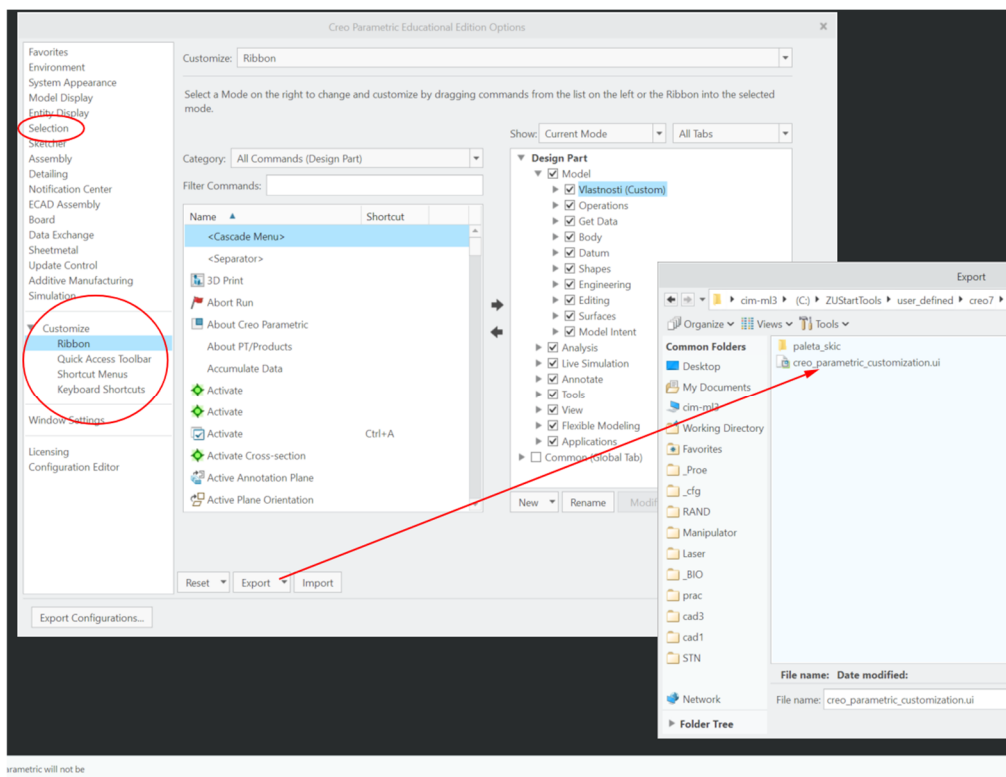 Creo Parametric Educational Edition Options
Favorites
Environment
System Appearance
Model Display
Entity Display
Selection
Sketcher
Assembly
Detailing
Notification Center
ECAD Assembly
Board
Data Exchange
Sheetmetal
Update Control
Additive Manufacturing
Simulation
Customize
Ribbon
Quick Access Toolbar
Shortcut Menus
Keyboard Shortcuts
Window Settings
Licensing
Configuration Editor
Export Configurations...
Customize: Ribbon
Select a Mode on the right to change and customize by dragging commands from the list on the left or the Ribbon into the selected
mode.
Category: All Commands (Design Part)
Filter Commands:
Name Shortcut
<Cascade Menu>
<Separator>
3D Print
Abort Run
About Creo Parametric
About PT/Products
Accumulate Data
Activate
Activate
Activate Ctrl+A
Activate Cross-section
Active Annotation Plane
Active Plane Orientation
Reset Export Import
Show: Current Mode All Tabs
Design Part
Model
Vlastnosti (Custom)
Operations
Get Data
Body
Datum
Shapes
Engineering
Editing
Surfaces
Model Intent
Analysis
Live Simulation
Annotate
Tools
View
Flexible Modeling
Applications
Common (Global Tab)
New Rename Modif
Export
cim-ml3 (C:) ZUStartTools user_defined creo7
Organize Views Tools
Common Folders
Desktop
My Documents
cim-ml3
Working Directory
Favorites
_Proe
_cfg
RAND
Manipulator
Laser
_BIO
prac
cad3
cad1
STN
Network
Folder Tree
paleta_skic
creo_parametric_customization.ui
File name: Date modified:
File name: creo_parametric_customization.ui
arametric will not be